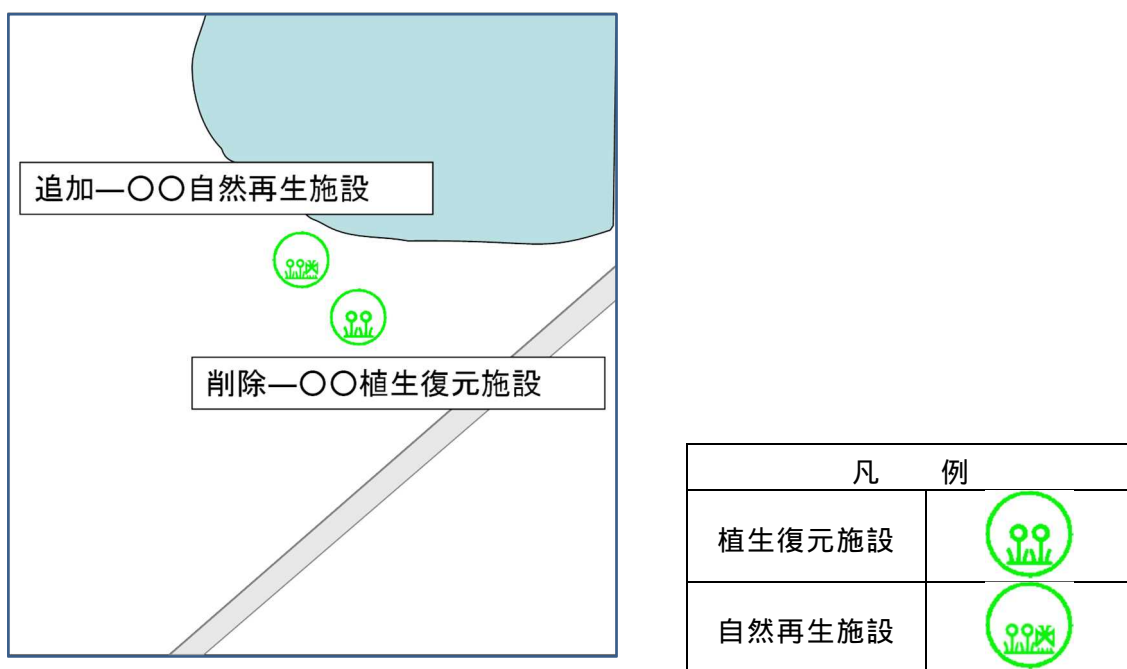 追加―〇〇自然再生施設
削除―〇〇植生復元施設
凡　例
植生復元施設
自然再生施設